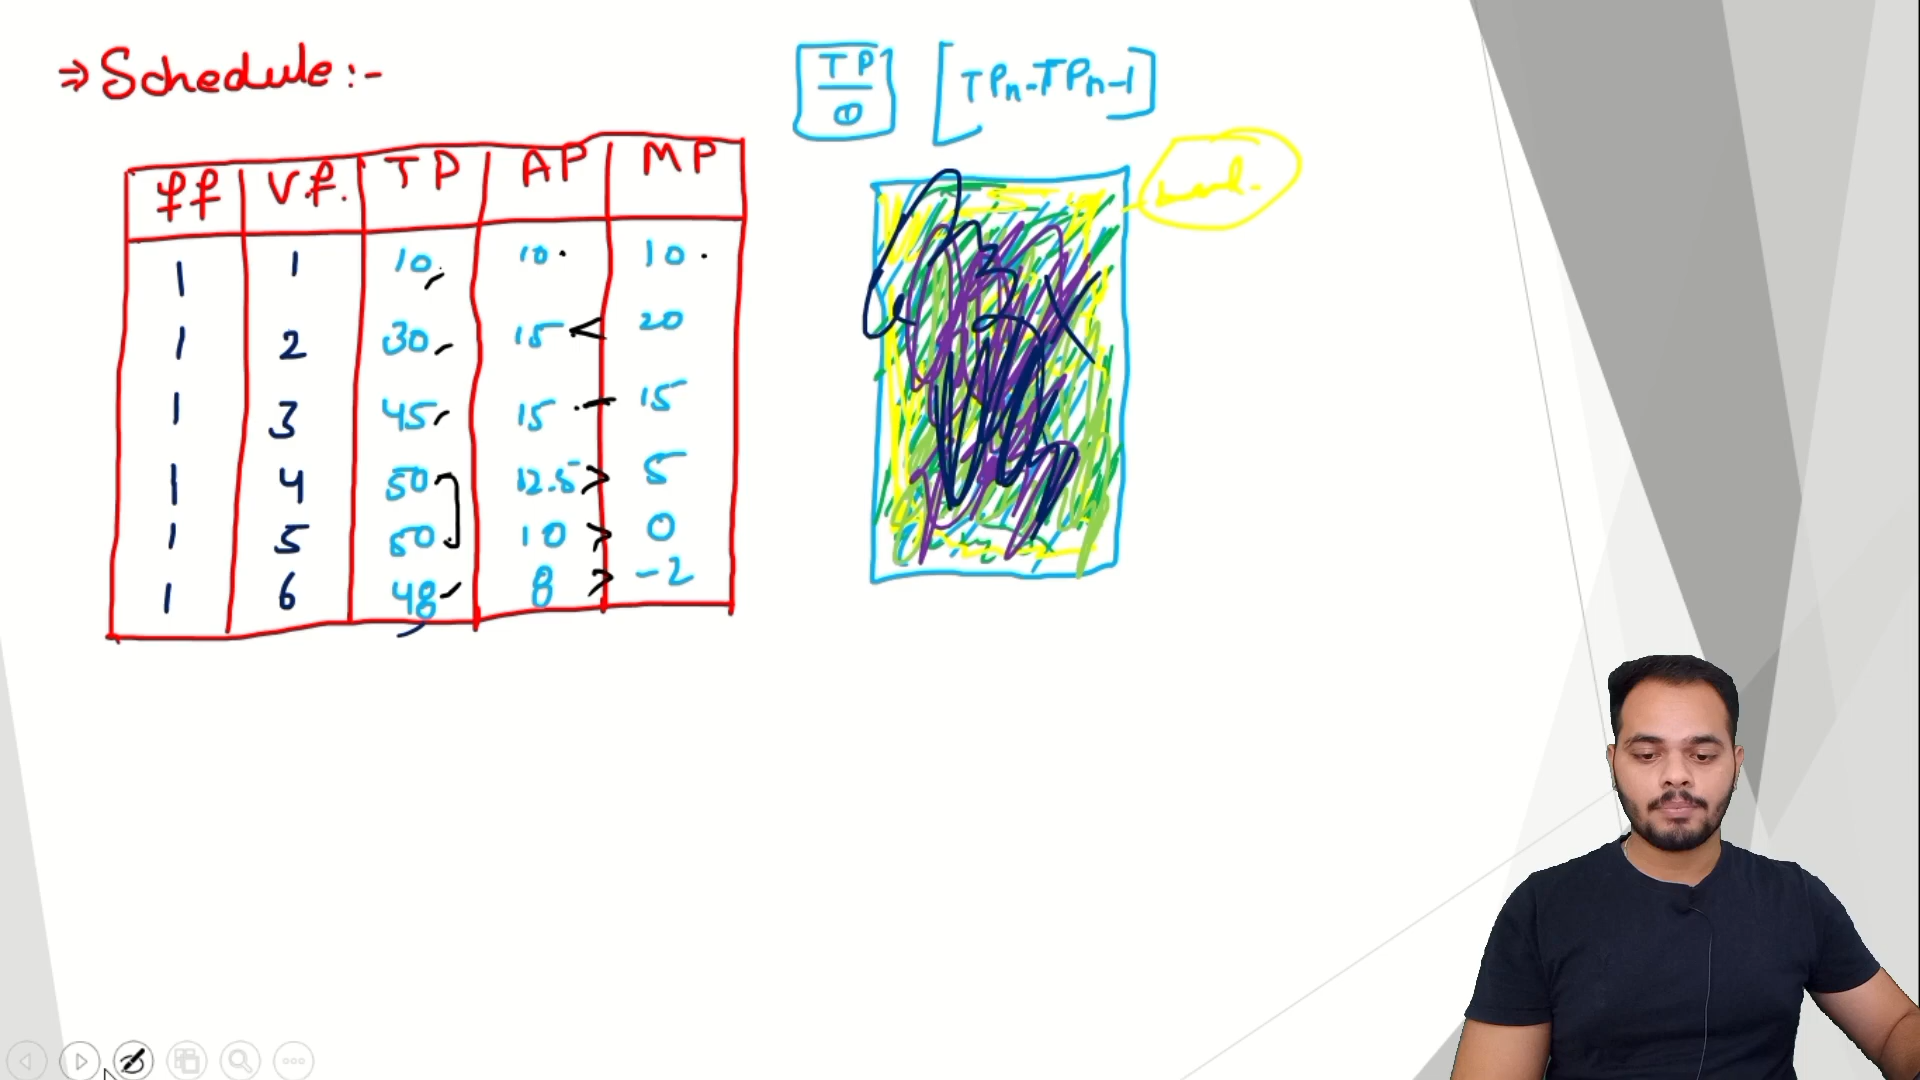 ⇒ Schedule:-
TP/Q [TPn-TPn-1]
ff Vf. TP AP MP
1 1 10 10 10
1 2 30 15 < 20
1 3 45 15 - 15
1 4 50 12.5 > 5
1 5 50 10 > 0
1 6 48 8 > -2